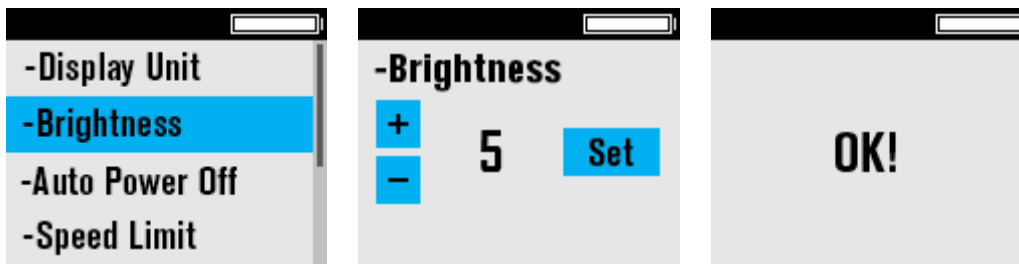 -Display Unit
-Brightness
-Auto Power Off
-Speed Limit
-Brightness
+
5
Set
−
OK!